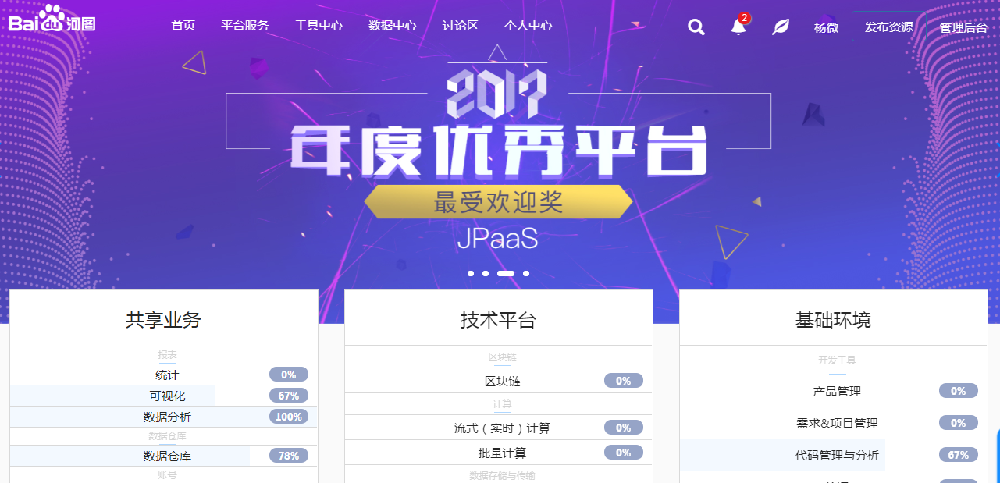 Bai du 河图
首页 平台服务 工具中心 数据中心 讨论区 个人中心 2 杨微 发布资源 管理后台
2017
年度优秀平台
最受欢迎奖
JPaaS
共享业务
报表
统计 0%
可视化 67%
数据分析 100%
数据仓库
数据仓库 78%
账号
技术平台
区块链
区块链 0%
计算
流式（实时）计算 0%
批量计算 0%
数据存储与传输
基础环境
开发工具
产品管理 0%
需求&项目管理 0%
代码管理与分析 67%